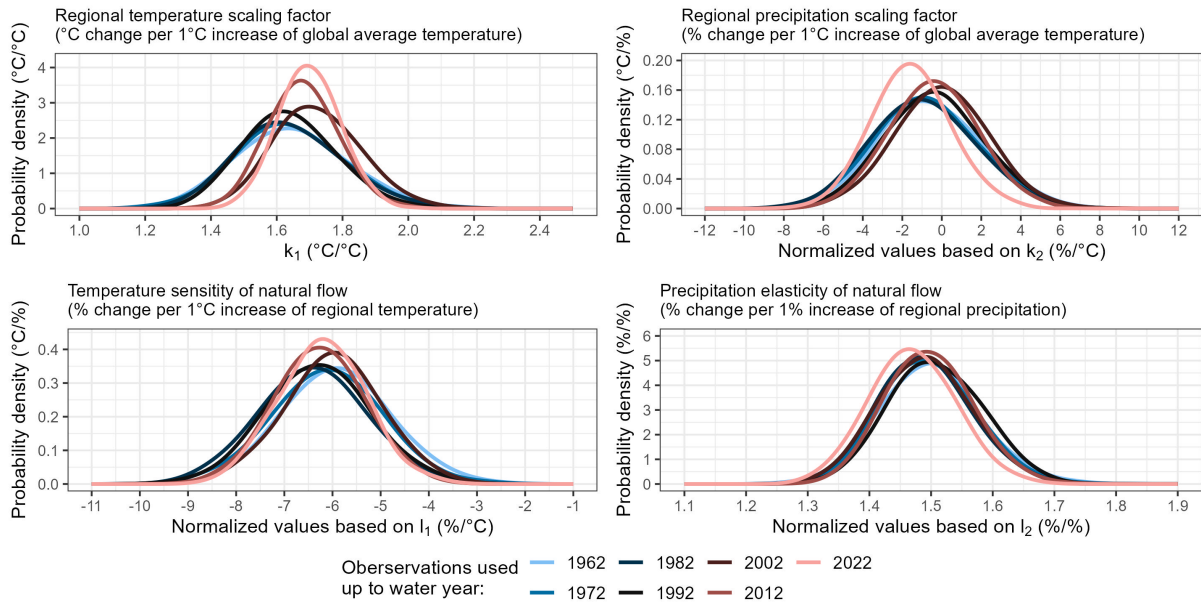 Regional temperature scaling factor
(°C change per 1°C increase of global average temperature)
Probability density (°C/°C)
4
3
2
1
0
1.0 1.2 1.4 1.6 1.8 2.0 2.2 2.4
k1 (°C/°C)
Regional precipitation scaling factor
(% change per 1°C increase of global average temperature)
Probability density (°C/%)
0.20
0.16
0.12
0.08
0.04
0.00
-12 -10 -8 -6 -4 -2 0 2 4 6 8 10 12
Normalized values based on k2 (%/°C)
Temperature sensitity of natural flow
(% change per 1°C increase of regional temperature)
Probability density (°C/%)
0.4
0.3
0.2
0.1
0.0
-11 -10 -9 -8 -7 -6 -5 -4 -3 -2 -1
Normalized values based on l1 (%/°C)
Precipitation elasticity of natural flow
(% change per 1% increase of regional precipitation)
Probability density (%/%)
6
5
4
3
2
1
0
1.1 1.2 1.3 1.4 1.5 1.6 1.7 1.8 1.9
Normalized values based on l2 (%/%)
Oberservations used
up to water year:
1962 1982 2002 2022
1972 1992 2012